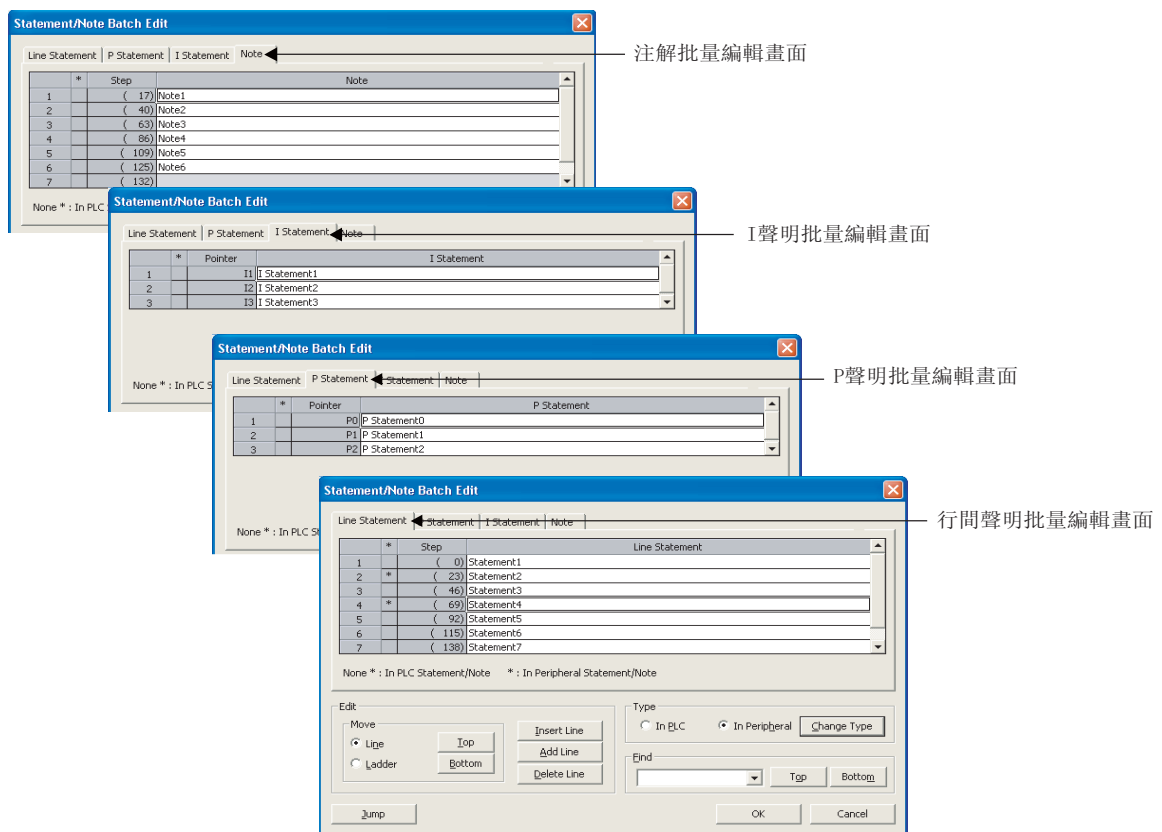 Statement/Note Batch Edit
Line Statement P Statement I Statement Note
注解批量編輯畫面
* Step Note
1 ( 17) Note1
2 ( 40) Note2
3 ( 63) Note3
4 ( 86) Note4
5 ( 109) Note5
6 ( 125) Note6
7 ( 132)
None * : In PLC
Statement/Note Batch Edit
Line Statement P Statement I Statement Note
I聲明批量編輯畫面
* Pointer I Statement
1 I1 I Statement1
2 I2 I Statement2
3 I3 I Statement3
None * : In PLC S
Statement/Note Batch Edit
Line Statement P Statement Statement Note
P聲明批量編輯畫面
* Pointer P Statement
1 P0 P Statement0
2 P1 P Statement1
3 P2 P Statement2
None * : In PLC St
Statement/Note Batch Edit
Line Statement Statement I Statement Note
行間聲明批量編輯畫面
* Step Line Statement
1 ( 0) Statement1
2 * ( 23) Statement2
3 ( 46) Statement3
4 * ( 69) Statement4
5 ( 92) Statement5
6 ( 115) Statement6
7 ( 138) Statement7
None * : In PLC Statement/Note * : In Peripheral Statement/Note
Edit
Move
Line
Ladder
Top
Bottom
Insert Line
Add Line
Delete Line
Type
In PLC In Peripheral Change Type
Find
Top Bottom
Jump
OK Cancel